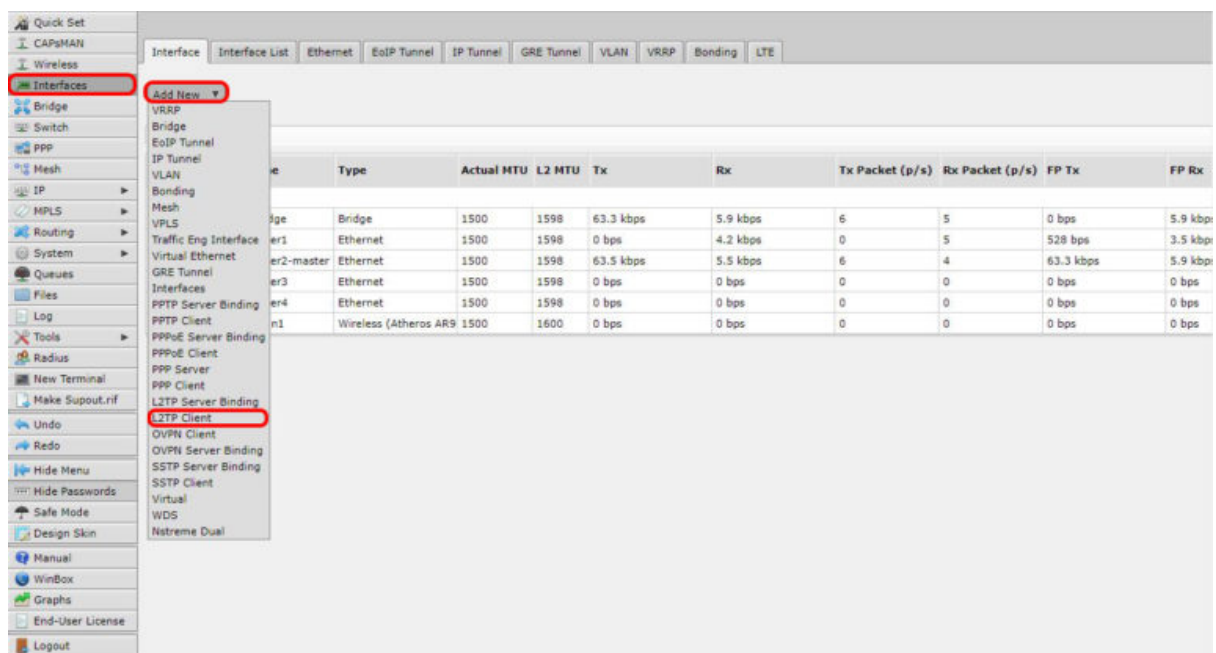 Quick Set
CAPsMAN
Wireless
Interfaces
Bridge
Switch
PPP
Mesh
IP
MPLS
Routing
System
Queues
Files
Log
Tools
Radius
New Terminal
Make Supout.rif
Undo
Redo
Hide Menu
Hide Passwords
Safe Mode
Design Skin
Manual
WinBox
Graphs
End-User License
Logout
Interface Interface List Ethernet EoIP Tunnel IP Tunnel GRE Tunnel VLAN VRRP Bonding LTE
Add New ▼
VRRP
Bridge
EoIP Tunnel
IP Tunnel
VLAN
Bonding
Mesh
VPLS
Traffic Eng Interface
Virtual Ethernet
GRE Tunnel
Interfaces
PPTP Server Binding
PPTP Client
PPPoE Server Binding
PPPoE Client
PPP Server
PPP Client
L2TP Server Binding
L2TP Client
OVPN Client
OVPN Server Binding
SSTP Server Binding
SSTP Client
Virtual
WDS
Nstreme Dual
e Type Actual MTU L2 MTU Tx Rx Tx Packet (p/s) Rx Packet (p/s) FP Tx FP Rx
dge Bridge 1500 1598 63.3 kbps 5.9 kbps 6 5 0 bps 5.9 kbps
er1 Ethernet 1500 1598 0 bps 4.2 kbps 0 5 528 bps 3.5 kbps
er2-master Ethernet 1500 1598 63.5 kbps 5.5 kbps 6 4 63.3 kbps 5.9 kbps
er3 Ethernet 1500 1598 0 bps 0 bps 0 0 0 bps 0 bps
er4 Ethernet 1500 1598 0 bps 0 bps 0 0 0 bps 0 bps
n1 Wireless (Atheros AR9 1500 1600 0 bps 0 bps 0 0 0 bps 0 bps